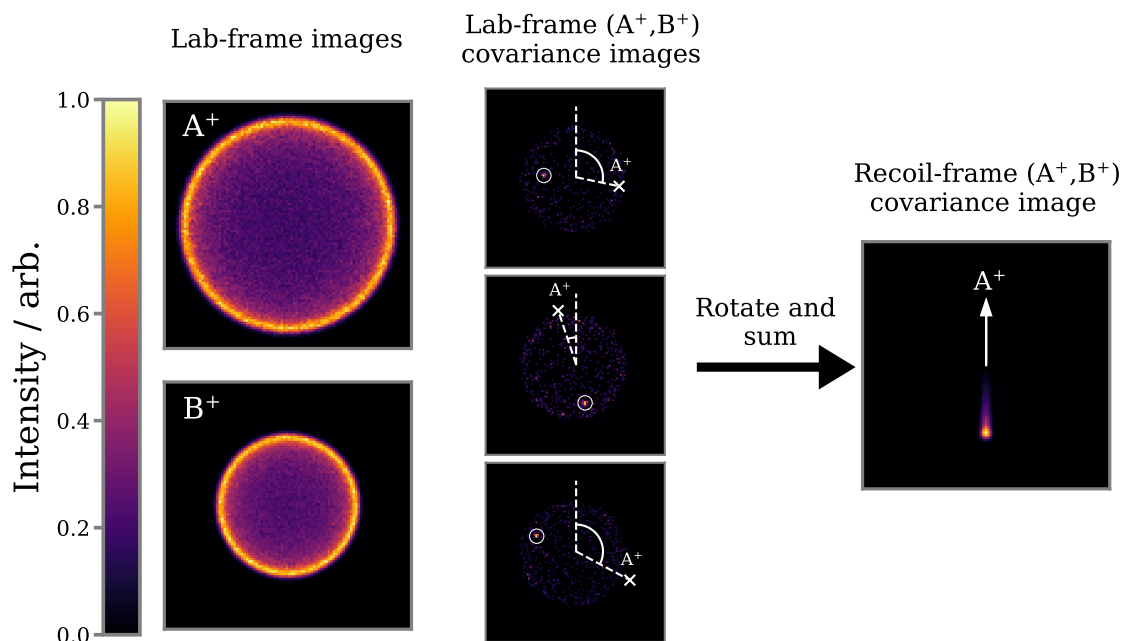 Lab-frame images
Lab-frame (A⁺,B⁺)
covariance images
Intensity / arb.
1.0
0.8
0.6
0.4
0.2
0.0
A⁺
B⁺
A⁺
A⁺
A⁺
Rotate and
sum
Recoil-frame (A⁺,B⁺)
covariance image
A⁺